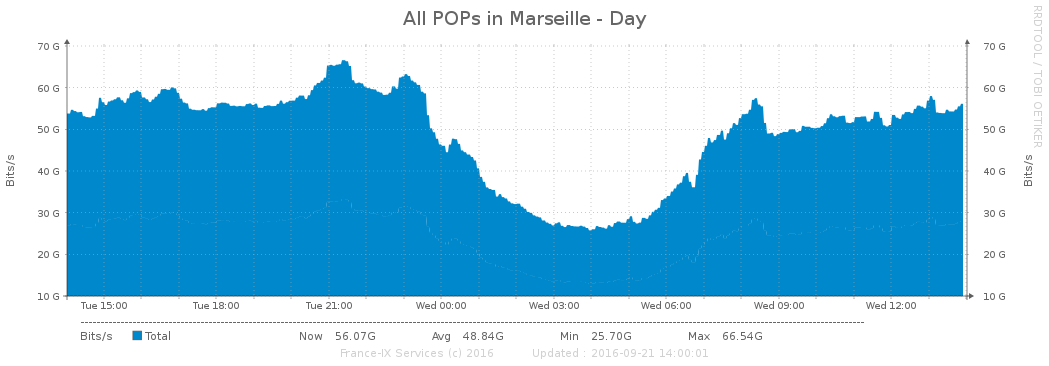 All POPs in Marseille - Day
RRDTOOL / TOBI OETIKER
70 G 70 G
60 G 60 G
50 G 50 G
40 G 40 G
30 G 30 G
20 G 20 G
10 G 10 G
Bits/s
Bits/s
Tue 15:00 Tue 18:00 Tue 21:00 Wed 00:00 Wed 03:00 Wed 06:00 Wed 09:00 Wed 12:00
Bits/s Total Now 56.07G Avg 48.84G Min 25.70G Max 66.54G
France-IX Services (c) 2016 Updated : 2016-09-21 14:00:01